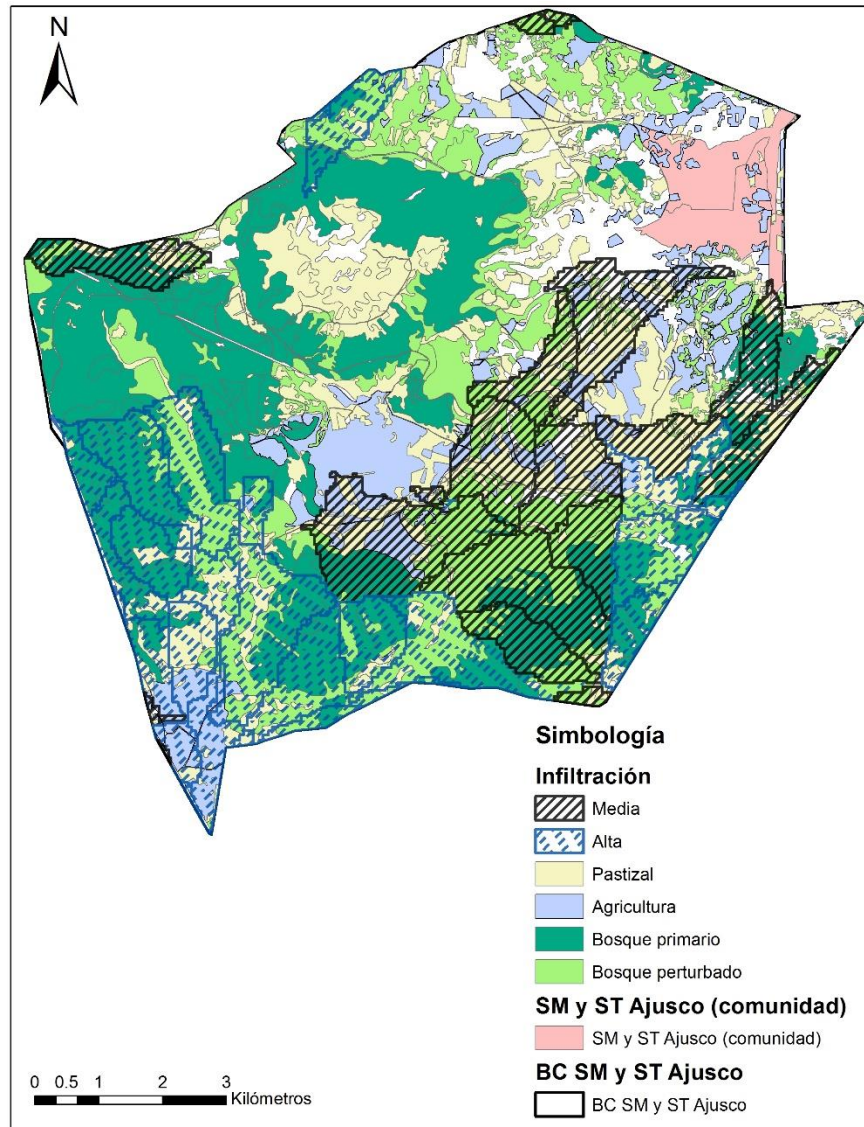 N
Simbología
Infiltración
Media
Alta
Pastizal
Agricultura
Bosque primario
Bosque perturbado
SM y ST Ajusco (comunidad)
SM y ST Ajusco (comunidad)
BC SM y ST Ajusco
BC SM y ST Ajusco
0 0.5 1 2 3
Kilómetros